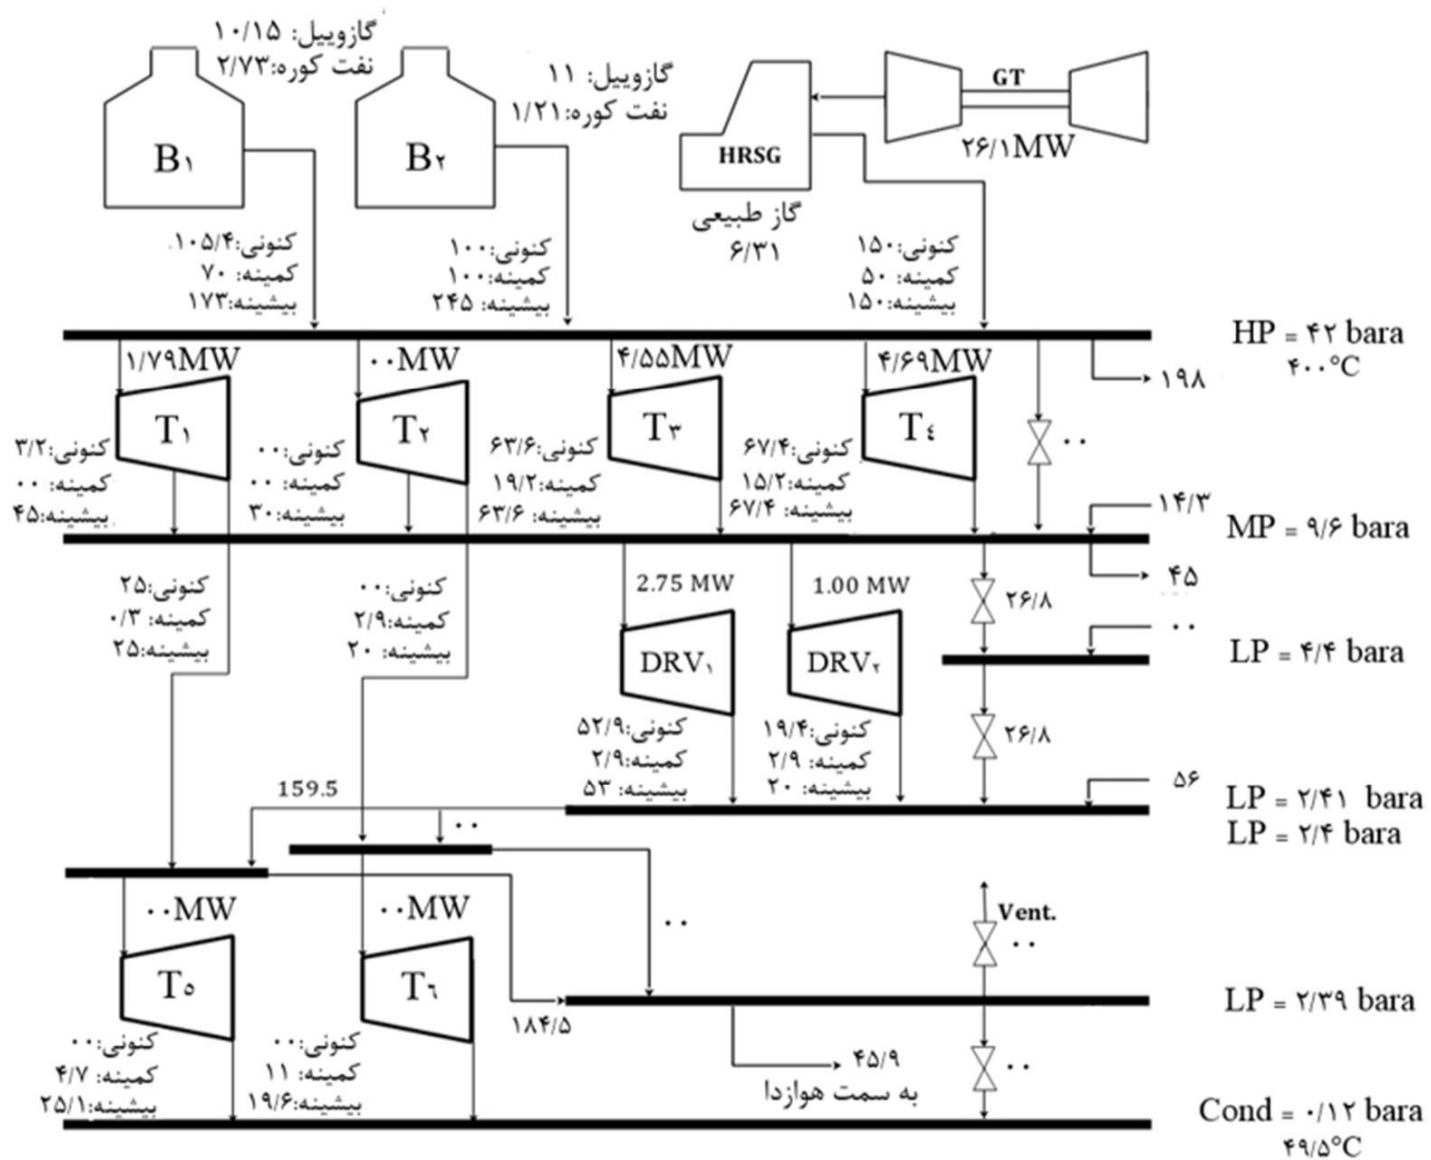 گازوییل: ۱۰/۱۵
نفت کوره:۲/۷۳
گازوییل: ۱۱
نفت کوره:۱/۲۱
GT
۲۶/۱MW
B۱
B۲
HRSG
گاز طبیعی
۶/۳۱
کنونی:۱۰۵/۴
کمینه: ۷۰
بیشینه:۱۷۳
کنونی:۱۰۰
کمینه:۱۰۰
بیشینه: ۲۴۵
کنونی:۱۵۰
کمینه: ۵۰
بیشینه:۱۵۰
HP = ۴۲ bara
۴۰۰°C
۱/۷۹MW
۰۰MW
۴/۵۵MW
۴/۶۹MW
۱۹۸
T۱
T۲
T۳
T٤
۰۰
کنونی:۳/۲
کمینه: ۰۰
بیشینه:۴۵
کنونی:۰۰
کمینه: ۰۰
بیشینه:۳۰
کنونی:۶۳/۶
کمینه:۱۹/۲
بیشینه: ۶۳/۶
کنونی:۶۷/۴
کمینه:۱۵/۲
بیشینه: ۶۷/۴
۱۴/۳
MP = ۹/۶ bara
۴۵
کنونی:۲۵
کمینه: ۰/۳
بیشینه:۲۵
کنونی:۰۰
کمینه:۲/۹
بیشینه: ۲۰
2.75 MW
1.00 MW
۲۶/۸
۰۰
LP = ۴/۴ bara
DRV۱
DRV۲
کنونی:۵۲/۹
کمینه:۲/۹
بیشینه: ۵۳
کنونی:۱۹/۴
کمینه: ۲/۹
بیشینه: ۲۰
۲۶/۸
۵۶
159.5
۰۰
LP = ۲/۴۱ bara
LP = ۲/۴ bara
۰۰MW
۰۰MW
T٥
T٦
۰۰
Vent.
۰۰
۱۸۴/۵
LP = ۲/۳۹ bara
کنونی:۰۰
کمینه: ۴/۷
بیشینه:۲۵/۱
کنونی:۰۰
کمینه: ۱۱
بیشینه:۱۹/۶
۴۵/۹
به سمت هوازدا
۰۰
Cond = ۰/۱۲ bara
۴۹/۵°C